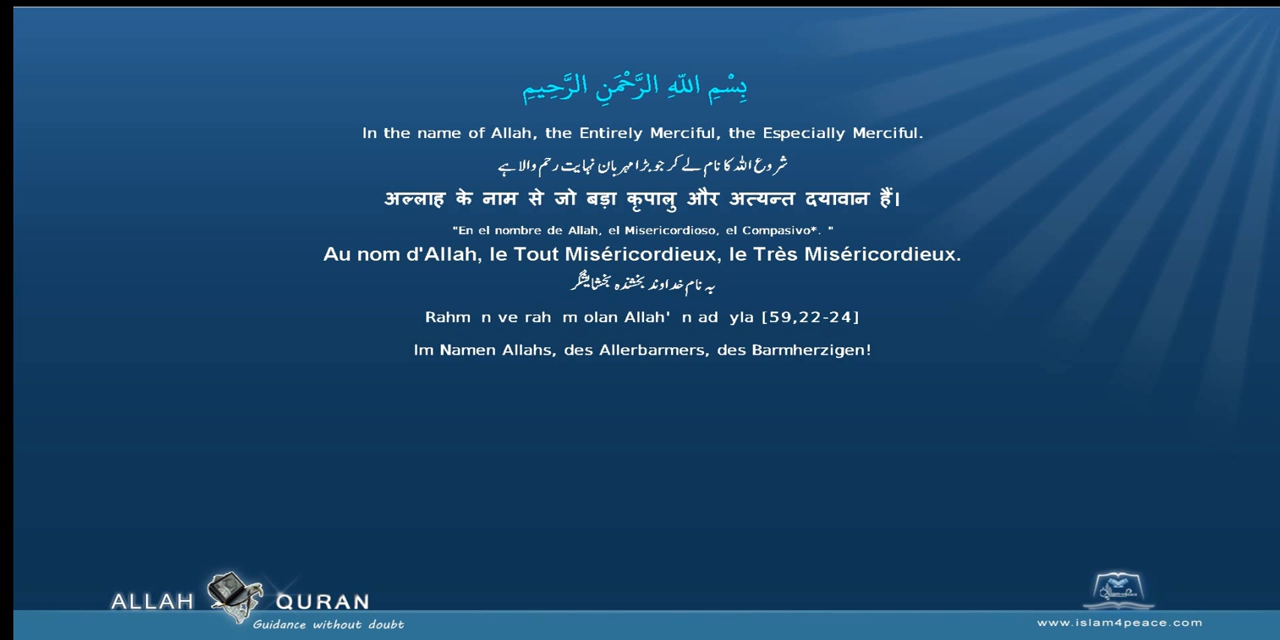 بِسْمِ اللّهِ الرَّحْمَنِ الرَّحِيمِ
In the name of Allah, the Entirely Merciful, the Especially Merciful.
شروع الله کا نام لے کر جو بڑا مہربان نہایت رحم والا ہے
अल्लाह के नाम से जो बड़ा कृपालु और अत्यन्त दयावान हैं।
"En el nombre de Allah, el Misericordioso, el Compasivo*. "
Au nom d'Allah, le Tout Miséricordieux, le Très Miséricordieux.
به نام خداوند بخشنده بخشایشگر
Rahm n ve rah m olan Allah' n ad yla [59,22-24]
Im Namen Allahs, des Allerbarmers, des Barmherzigen!
ALLAH QURAN
Guidance without doubt
www.islam4peace.com